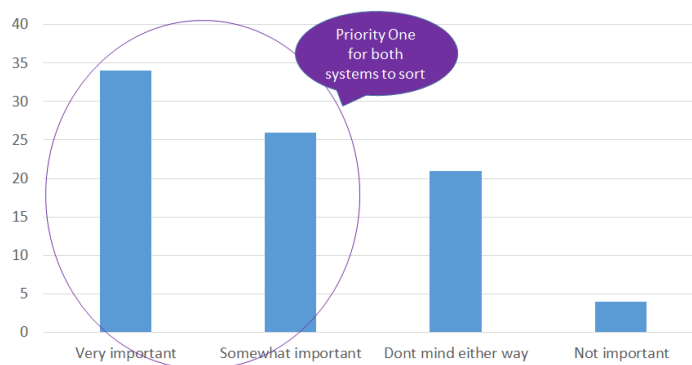 40
Priority One
for both
systems to sort
35
30
25
20
15
10
5
0
Very important Somewhat important Dont mind either way Not important